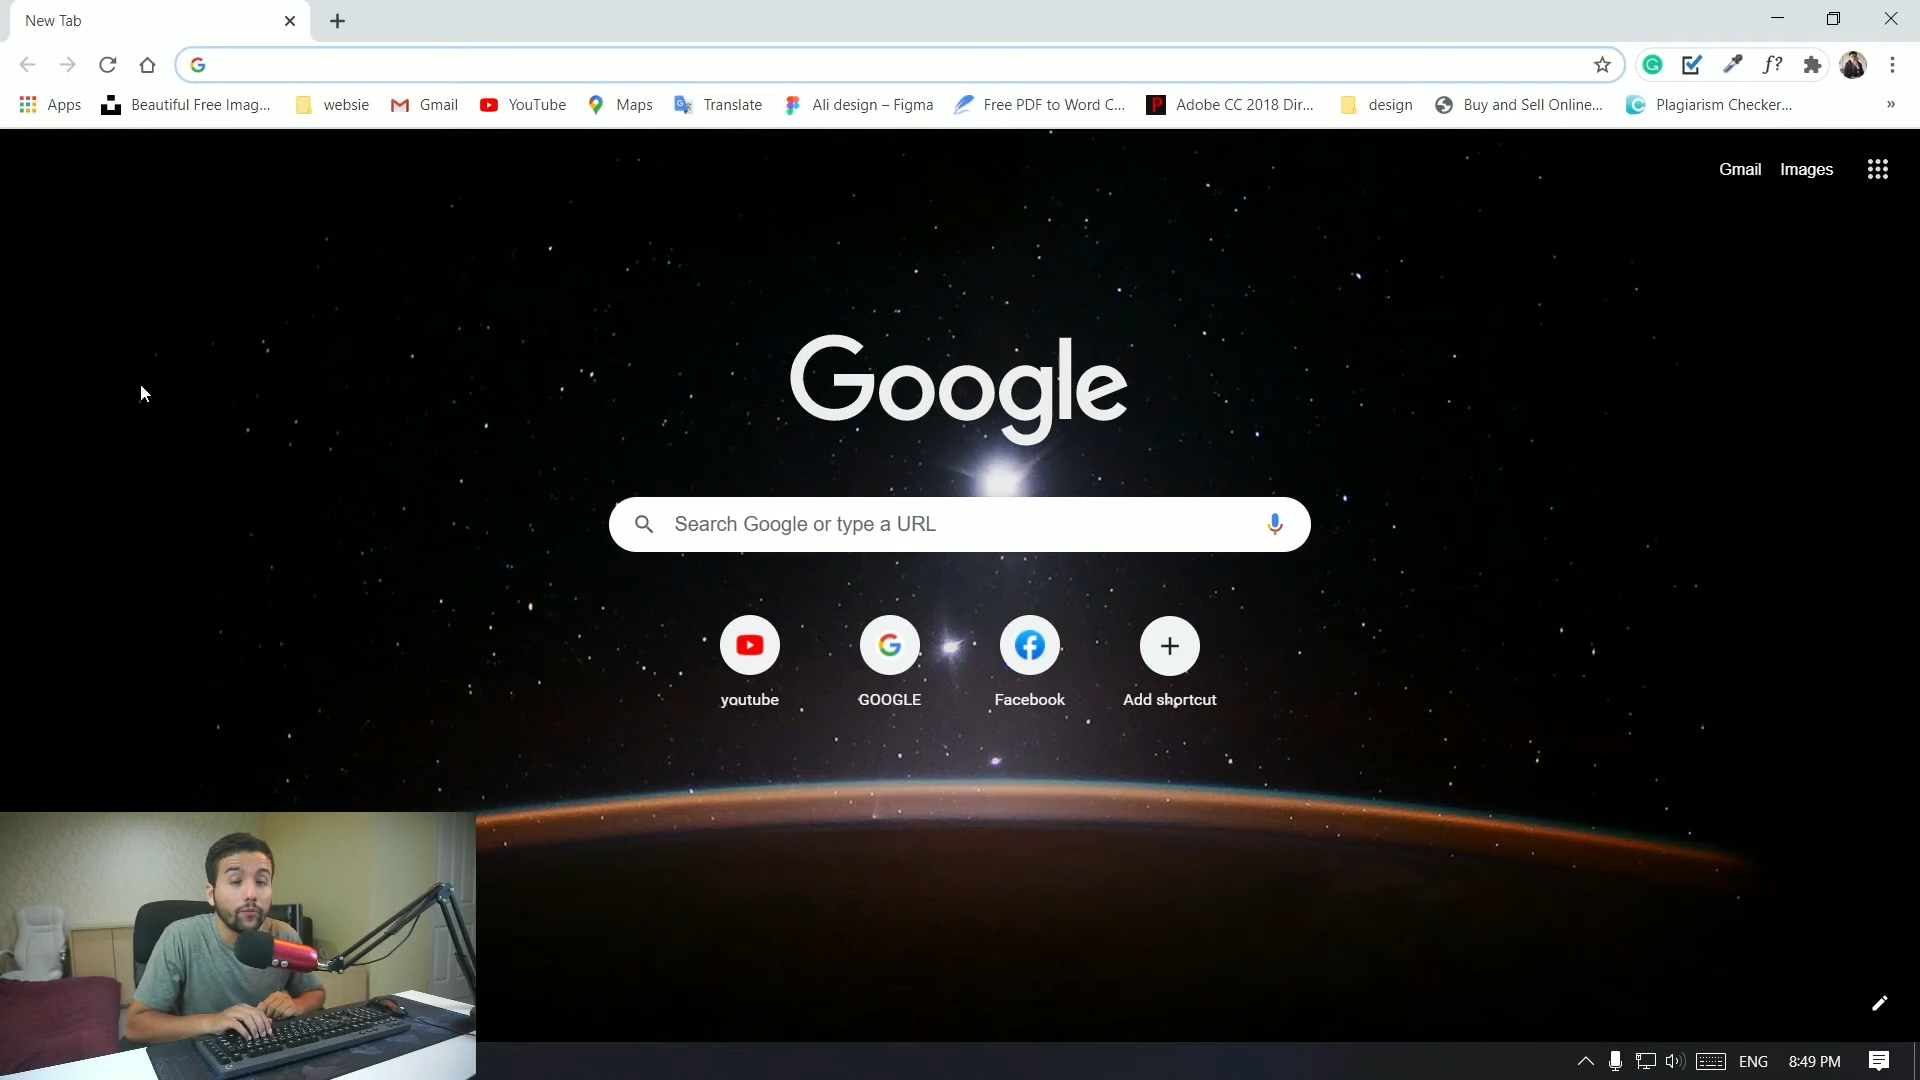 New Tab
Apps Beautiful Free Imag... websie Gmail YouTube Maps Translate Ali design – Figma Free PDF to Word C... Adobe CC 2018 Dir... design Buy and Sell Online... Plagiarism Checker... »
Gmail Images
Google
Search Google or type a URL
youtube GOOGLE Facebook Add shortcut
ENG 8:49 PM